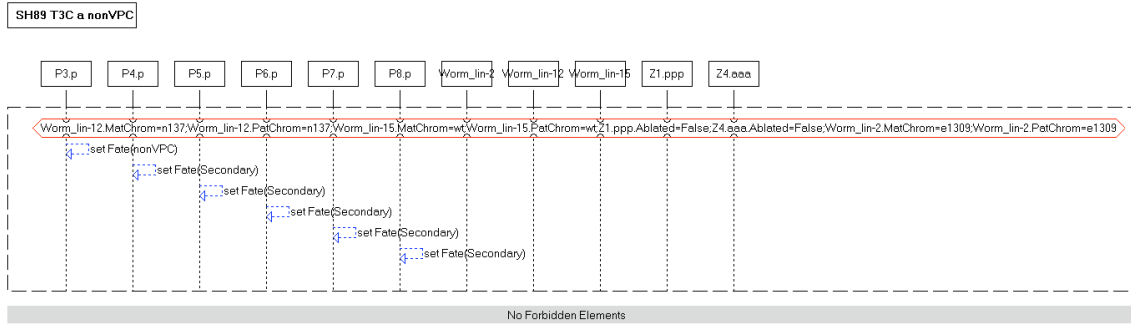 SH89 T3C a nonVPC
P3.p P4.p P5.p P6.p P7.p P8.p Worm_lin-2 Worm_lin-12 Worm_lin-15 Z1.ppp Z4.aaa
Worm_lin-12.MatChrom=n137;Worm_lin-12.PatChrom=n137;Worm_lin-15.MatChrom=wt;Worm_lin-15.PatChrom=wt;Z1.ppp.Ablated=False;Z4.aaa.Ablated=False;Worm_lin-2.MatChrom=e1309;Worm_lin-2.PatChrom=e1309
set Fate(nonVPC)
set Fate(Secondary)
set Fate(Secondary)
set Fate(Secondary)
set Fate(Secondary)
set Fate(Secondary)
No Forbidden Elements